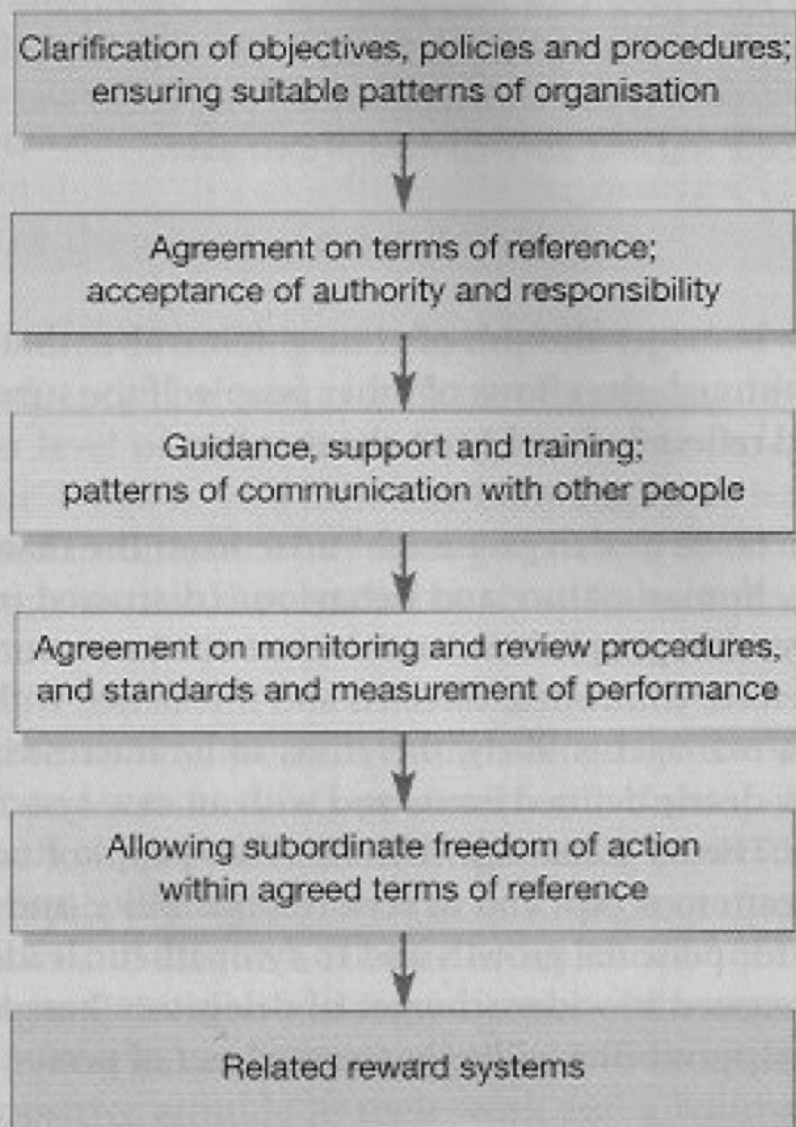 Clarification of objectives, policies and procedures;
ensuring suitable patterns of organisation
Agreement on terms of reference;
acceptance of authority and responsibility
Guidance, support and training;
patterns of communication with other people
Agreement on monitoring and review procedures,
and standards and measurement of performance
Allowing subordinate freedom of action
within agreed terms of reference
Related reward systems